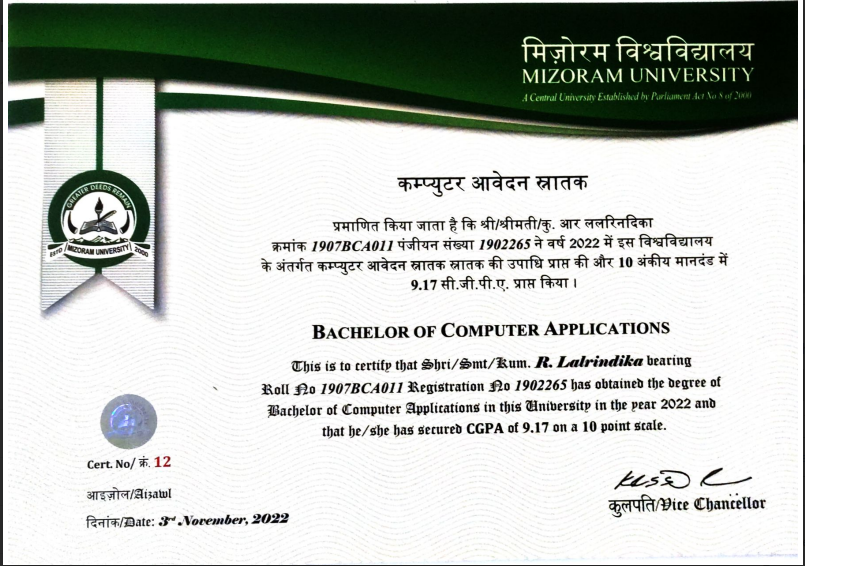 मिज़ोरम विश्वविद्यालय
MIZORAM UNIVERSITY
A Central University Established by Parliament Act No 8 of 2000
GREATER DEEDS REMAIN
ESTD MIZORAM UNIVERSITY 2000
कम्प्युटर आवेदन स्नातक
प्रमाणित किया जाता है कि श्री/श्रीमती/कु. आर ललरिनदिका
क्रमांक 1907BCA011 पंजीयन संख्या 1902265 ने वर्ष 2022 में इस विश्वविद्यालय
के अंतर्गत कम्प्युटर आवेदन स्नातक स्नातक की उपाधि प्राप्त की और 10 अंकीय मानदंड में
9.17 सी.जी.पी.ए. प्राप्त किया ।
BACHELOR OF COMPUTER APPLICATIONS
This is to certify that Shri/Smt/Kum. R. Lalrindika bearing
Roll No 1907BCA011 Registration No 1902265 has obtained the degree of
Bachelor of Computer Applications in this University in the year 2022 and
that he/she has secured CGPA of 9.17 on a 10 point scale.
Cert. No/ क्रं. 12
आइज़ोल/Aizawl
दिनांक/Date: 3rd November, 2022
कुलपति/Vice Chancellor